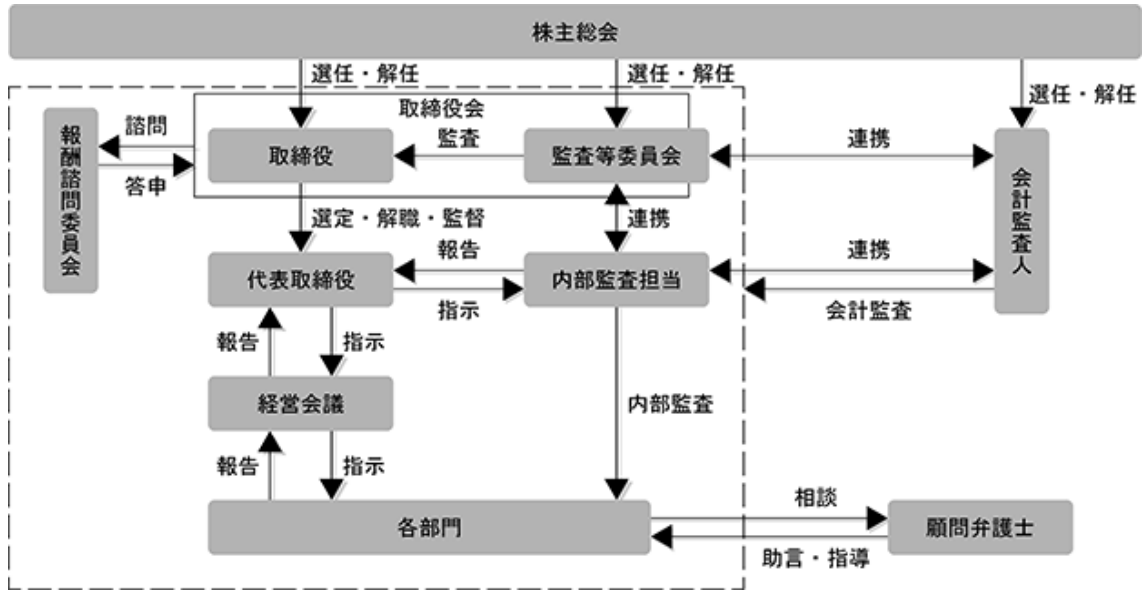 株主総会
選任・解任
選任・解任
選任・解任
取締役会
報酬諮問委員会
諮問
答申
取締役
監査
監査等委員会
連携
会計監査人
選定・解職・監督
連携
代表取締役
報告
指示
内部監査担当
連携
会計監査
報告
指示
経営会議
内部監査
報告
指示
各部門
相談
助言・指導
顧問弁護士